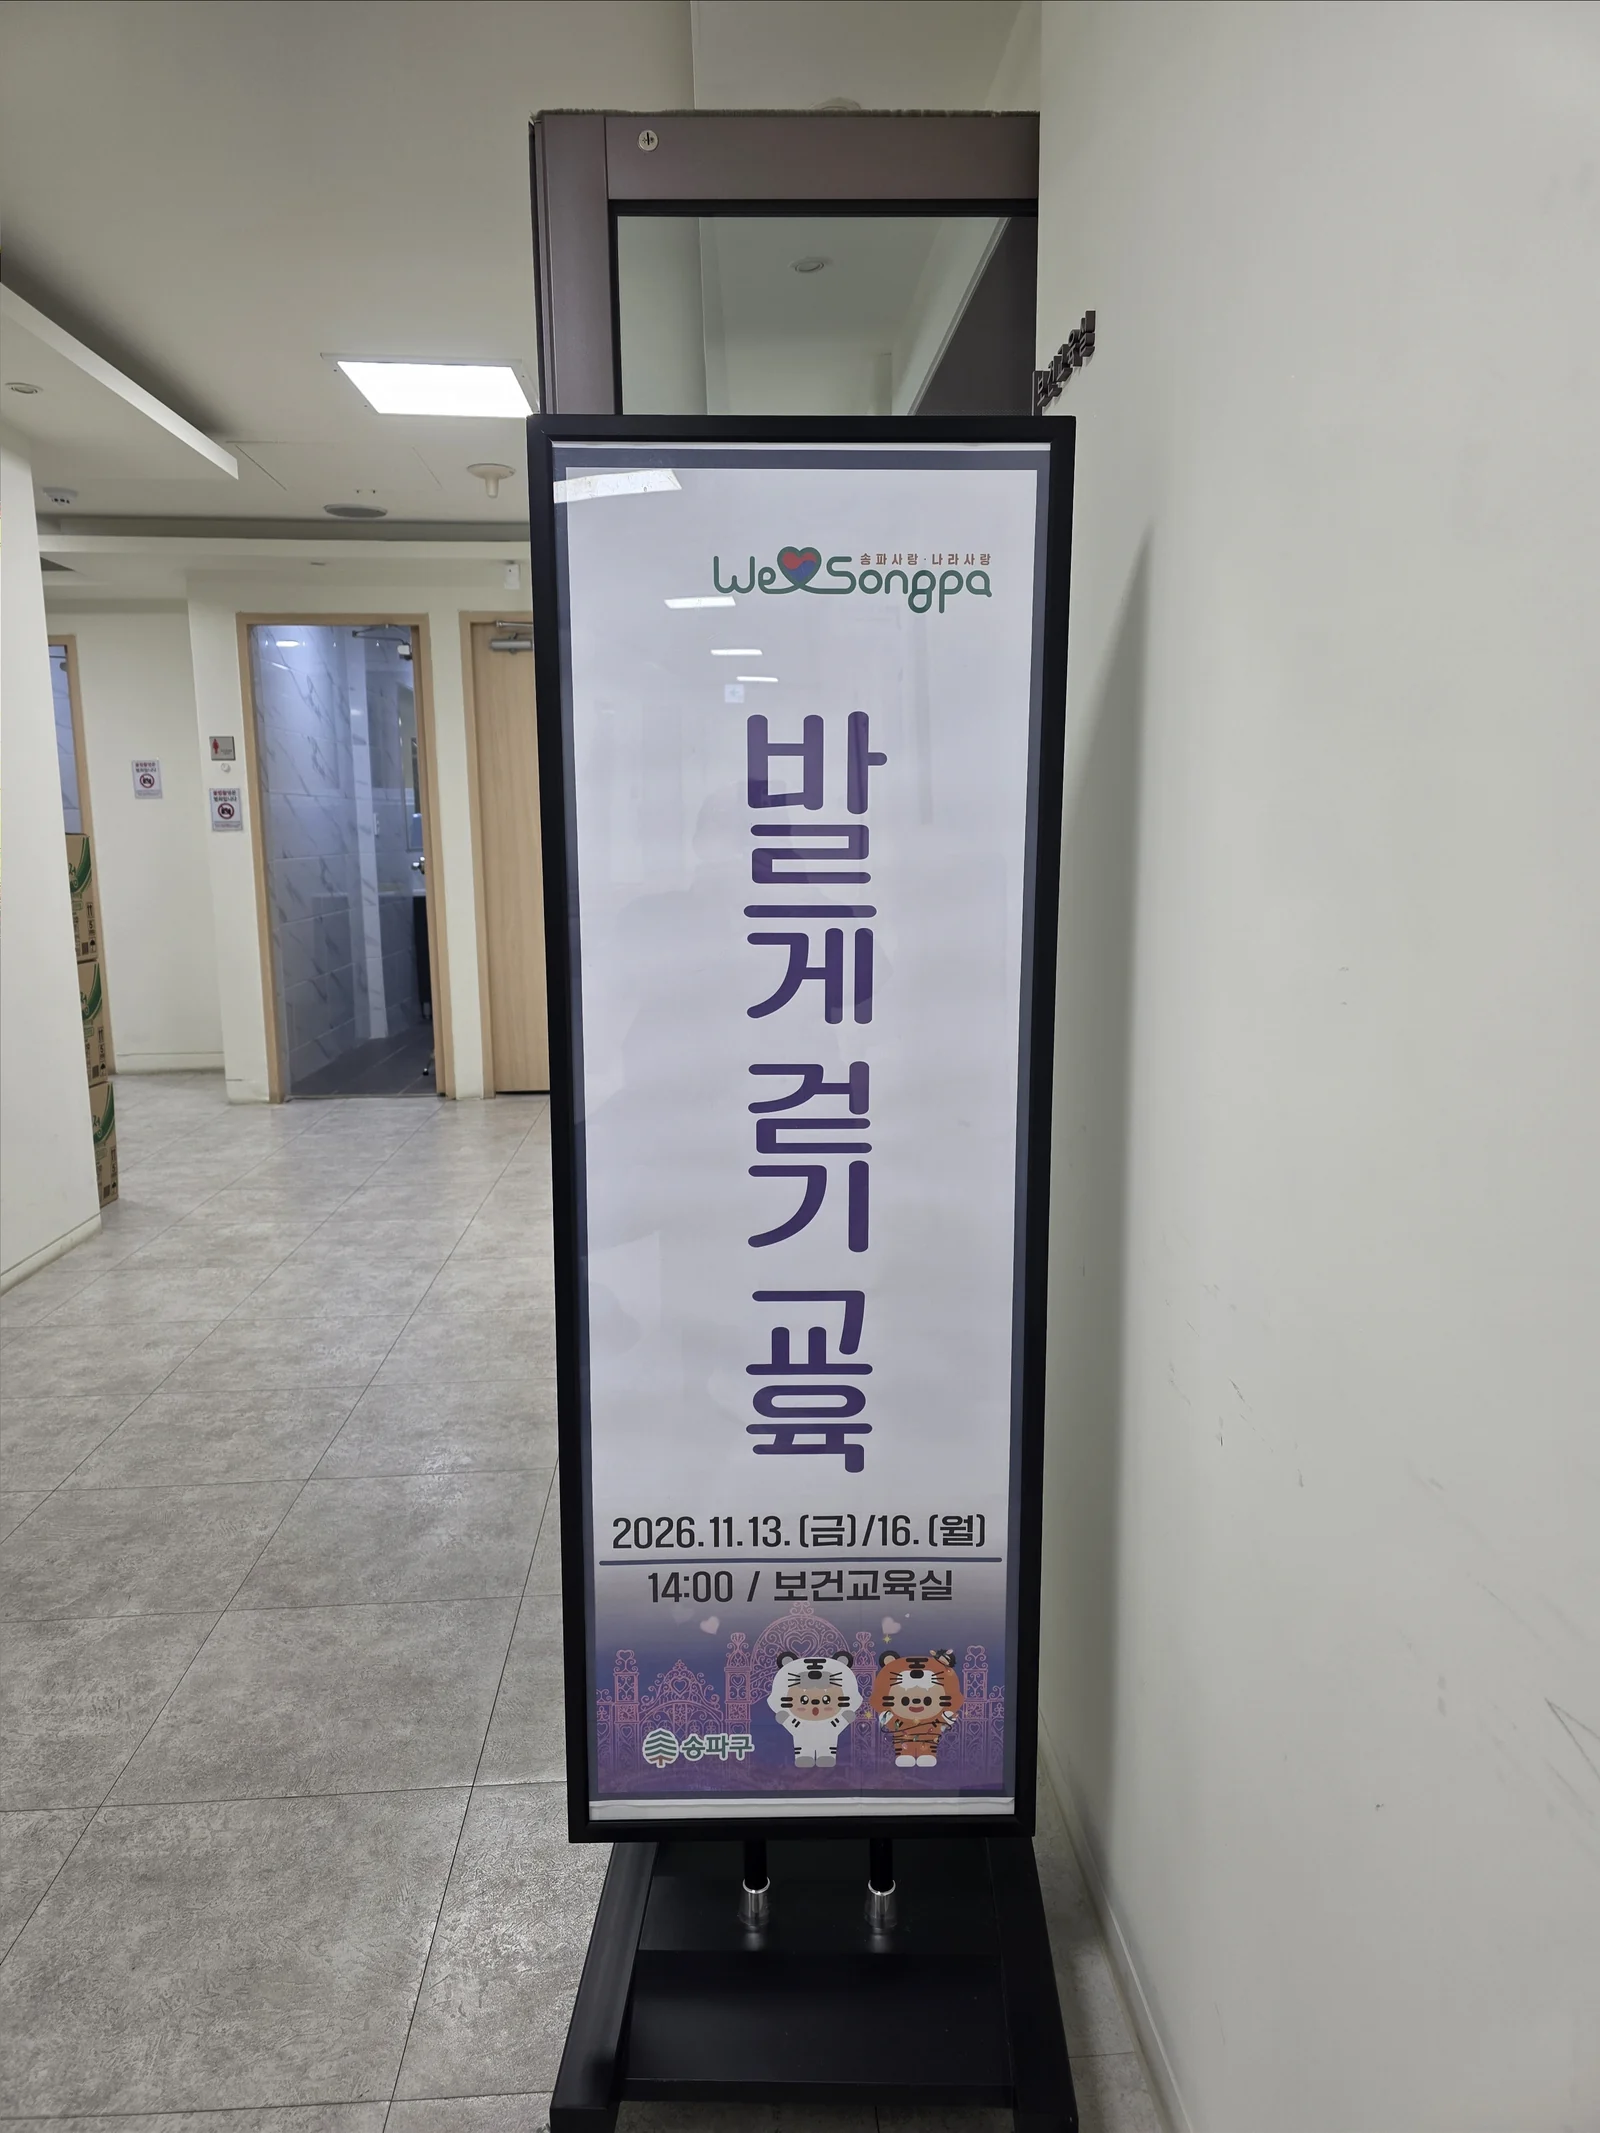 송파사랑·나라사랑
We Songpa
발르게 걷기 교육
2026.11.13.(금)/16.(월)
14:00 / 보건교육실
송파구